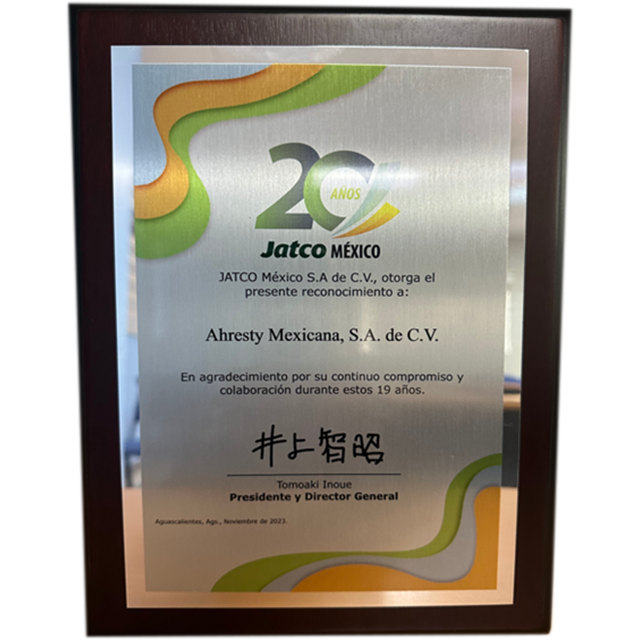 20
AÑOS
Jatco MÉXICO
JATCO México S.A de C.V., otorga el
presente reconocimiento a:
Ahresty Mexicana, S.A. de C.V.
En agradecimiento por su continuo compromiso y
colaboración durante estos 19 años.
井上智昭
Tomoaki Inoue
Presidente y Director General
Aguascalientes, Ags., Noviembre de 2023.